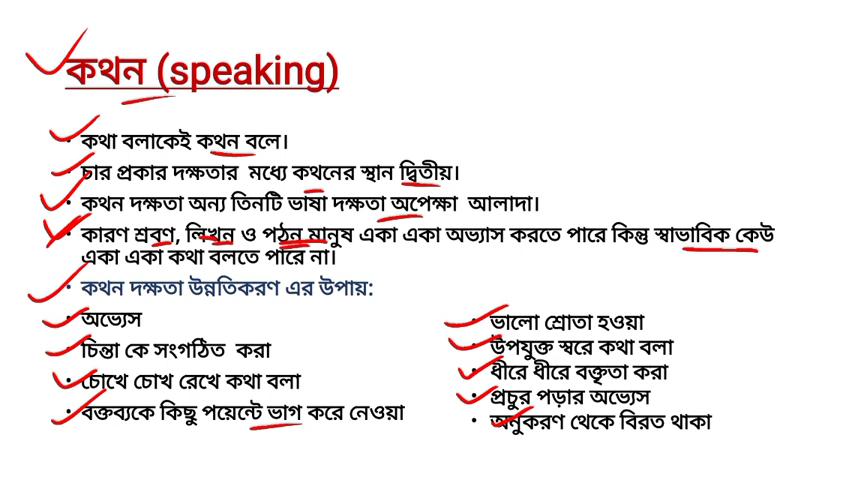 কথন (speaking)
• কথা বলাকেই কথন বলে।
• চার প্রকার দক্ষতার মধ্যে কথনের স্থান দ্বিতীয়।
• কথন দক্ষতা অন্য তিনটি ভাষা দক্ষতা অপেক্ষা আলাদা।
• কারণ শ্রবণ, লিখন ও পঠন মানুষ একা একা অভ্যাস করতে পারে কিন্তু স্বাভাবিক কেউ
একা একা কথা বলতে পারে না।
• কথন দক্ষতা উন্নতিকরণ এর উপায়:
• অভ্যেস
• চিন্তা কে সংগঠিত করা
• চোখে চোখ রেখে কথা বলা
• বক্তব্যকে কিছু পয়েন্টে ভাগ করে নেওয়া
• ভালো শ্রোতা হওয়া
• উপযুক্ত স্বরে কথা বলা
• ধীরে ধীরে বক্তৃতা করা
• প্রচুর পড়ার অভ্যেস
• অনুকরণ থেকে বিরত থাকা